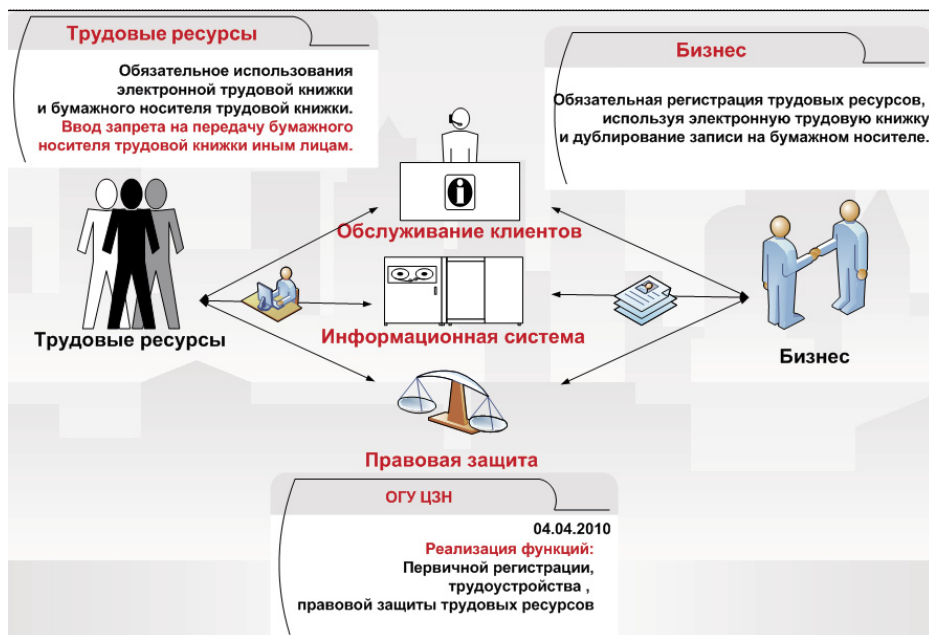 Трудовые ресурсы
Обязательное использования
электронной трудовой книжки
и бумажного носителя трудовой книжки.
Ввод запрета на передачу бумажного
носителя трудовой книжки иным лицам.
Бизнес
Обязательная регистрация трудовых ресурсов,
используя электронную трудовую книжку
и дублирование записи на бумажном носителе.
Обслуживание клиентов
Информационная система
Трудовые ресурсы
Бизнес
Правовая защита
ОГУ ЦЗН
04.04.2010
Реализация функций:
Первичной регистрации,
трудоустройства ,
правовой защиты трудовых ресурсов